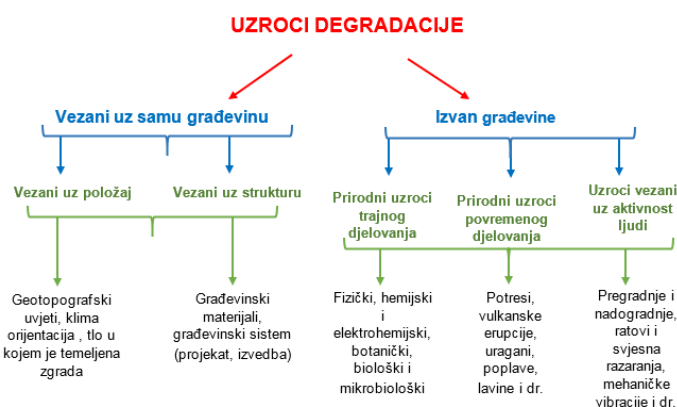 UZROCI DEGRADACIJE
Vezani uz samu građevinu
Izvan građevine
Vezani uz položaj
Vezani uz strukturu
Prirodni uzroci
trajnog
djelovanja
Prirodni uzroci
povremenog
djelovanja
Uzroci vezani
uz aktivnost
ljudi
Geotopografski
uvjeti, klima
orijentacija , tlo u
kojem je temeljena
zgrada
Građevinski
materijali,
građevinski sistem
(projekat, izvedba)
Fizički, hemijski
i
elektrohemijski,
botanički,
biološki i
mikrobiološki
Potresi,
vulkanske
erupcije,
uragani,
poplave,
lavine i dr.
Pregradnje i
nadogradnje,
ratovi i
svjesna
razaranja,
mehaničke
vibracije i dr.